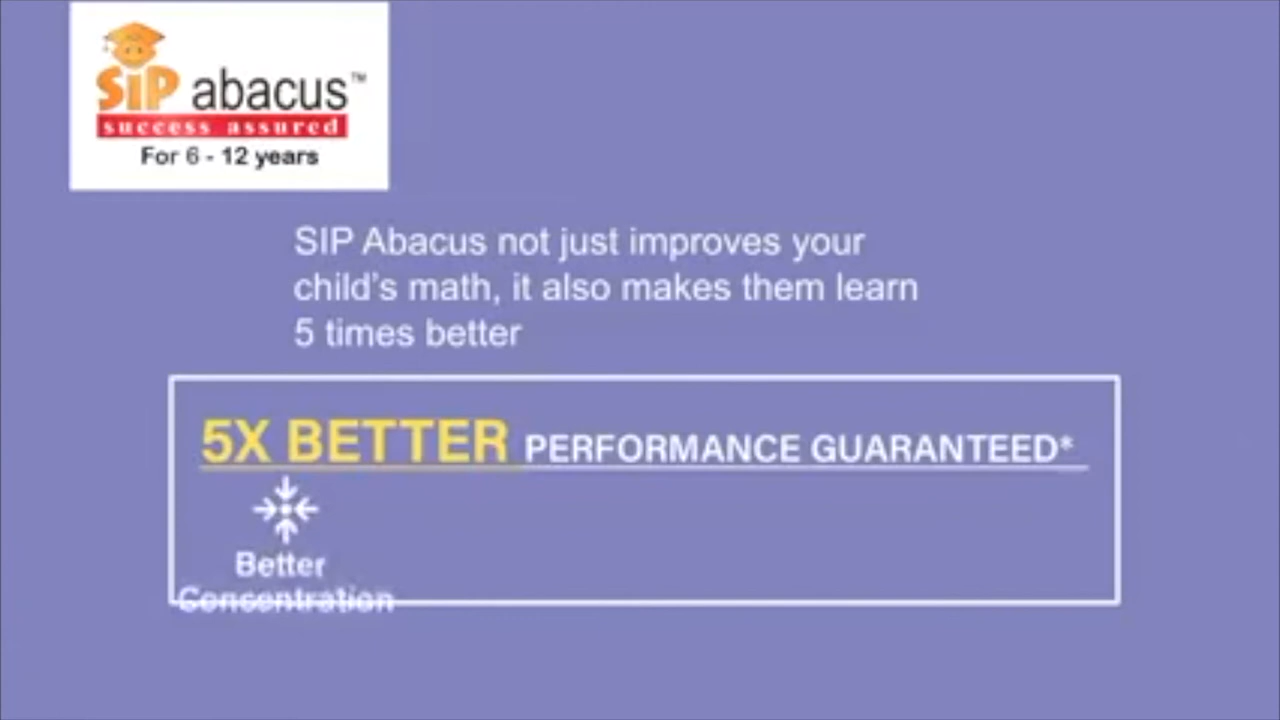 SIP abacus™
success assured
For 6 - 12 years
SIP Abacus not just improves your
child's math, it also makes them learn
5 times better
5X BETTER PERFORMANCE GUARANTEED*
Better
Concentration